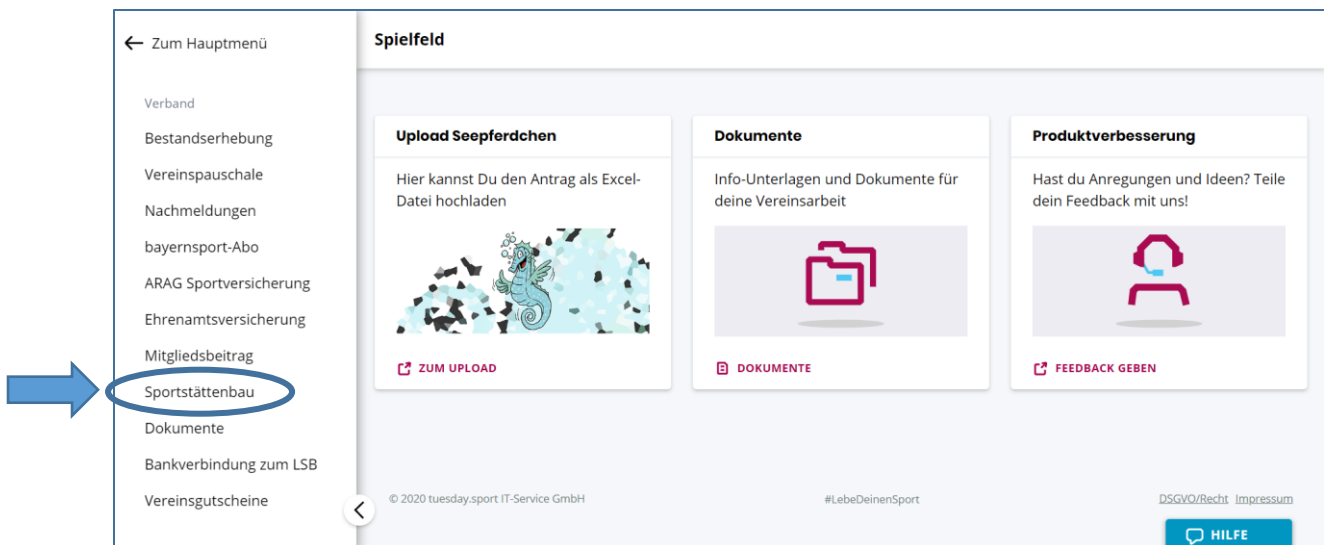 Zum Hauptmenü
Verband
Bestandserhebung
Vereinspauschale
Nachmeldungen
bayernsport-Abo
ARAG Sportversicherung
Ehrenamtsversicherung
Mitgliedsbeitrag
Sportstättenbau
Dokumente
Bankverbindung zum LSB
Vereinsgutscheine
Spielfeld
Upload Seepferdchen
Hier kannst Du den Antrag als Excel-
Datei hochladen
ZUM UPLOAD
Dokumente
Info-Unterlagen und Dokumente für
deine Vereinsarbeit
DOKUMENTE
Produktverbesserung
Hast du Anregungen und Ideen? Teile
dein Feedback mit uns!
FEEDBACK GEBEN
© 2020 tuesday.sport IT-Service GmbH
#LebeDeinenSport
DSGVO/Recht Impressum
HILFE